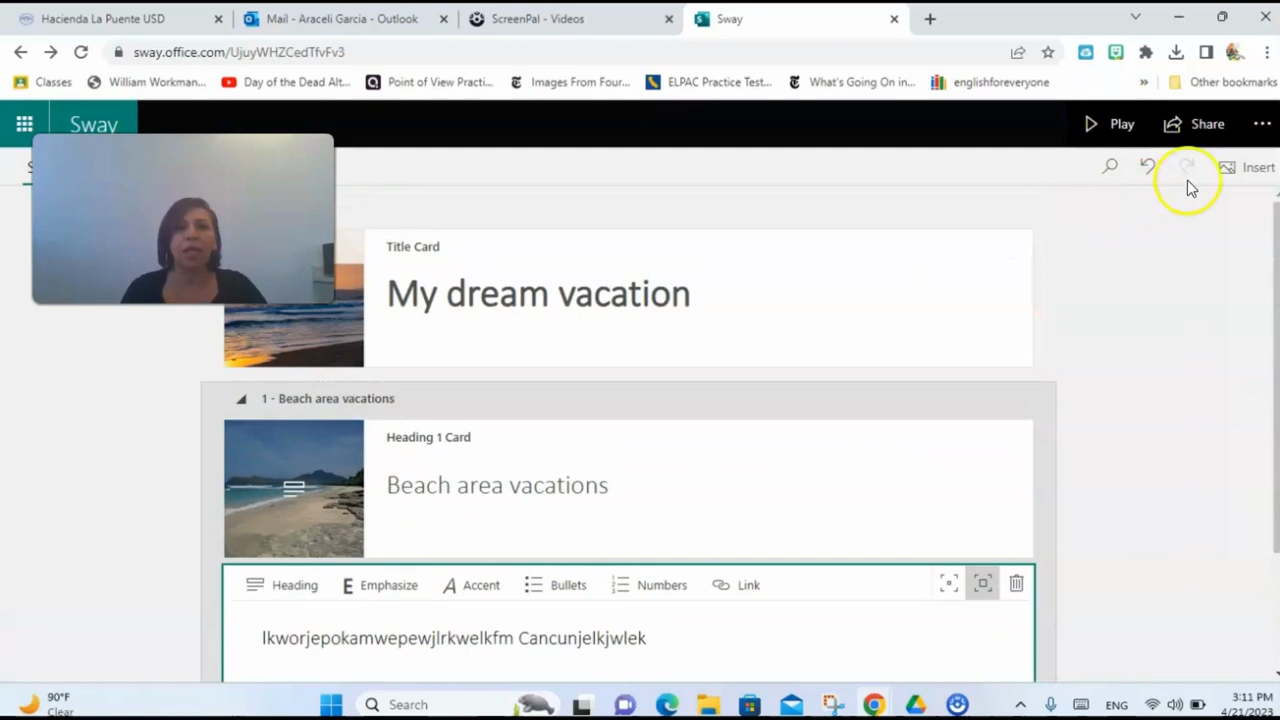 Hacienda La Puente USD
Mail - Araceli Garcia - Outlook
ScreenPal - Videos
Sway
sway.office.com/UjuyWHZCedTfvFv3
Classes
William Workman...
Day of the Dead Alt...
Point of View Practi...
Images From Four...
ELPAC Practice Test...
What's Going On in...
englishforeveryone
Other bookmarks
Sway
Play
Share
Insert
Title Card
My dream vacation
1 - Beach area vacations
Heading 1 Card
Beach area vacations
Heading
Emphasize
Accent
Bullets
Numbers
Link
lkworjepokamwepewjlrkwelkfm Cancunjelkjwlek
90°F
Clear
Search
ENG
3:11 PM
4/21/2023